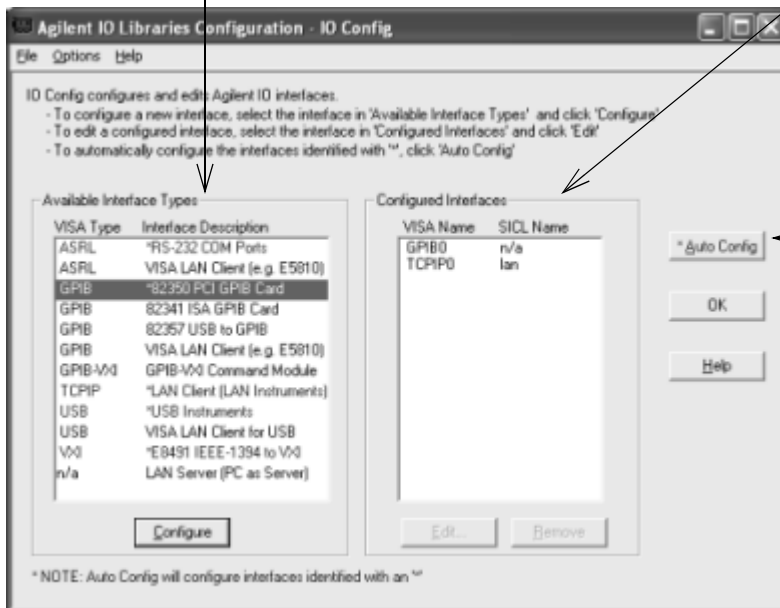 Agilent IO Libraries Configuration - IO Config
File Options Help
IO Config configures and edits Agilent IO interfaces.
- To configure a new interface, select the interface in 'Available Interface Types' and click 'Configure'
- To edit a configured interface, select the interface in 'Configured Interfaces' and click 'Edit'
- To automatically configure the interfaces identified with '*', click 'Auto Config'
Available Interface Types
VISA Type Interface Description
ASRL *RS-232 COM Ports
ASRL VISA LAN Client (e.g. E5810)
GPIB *82350 PCI GPIB Card
GPIB 82341 ISA GPIB Card
GPIB 82357 USB to GPIB
GPIB VISA LAN Client (e.g. E5810)
GPIB-VXI GPIB-VXI Command Module
TCPIP *LAN Client (LAN Instruments)
USB *USB Instruments
USB VISA LAN Client for USB
VXI *E8491 IEEE-1394 to VXI
n/a LAN Server (PC as Server)
Configure
Configured Interfaces
VISA Name SICL Name
GPIB0 n/a
TCPIP0 lan
Edit... Remove
* Auto Config
OK
Help
* NOTE: Auto Config will configure interfaces identified with an '*'